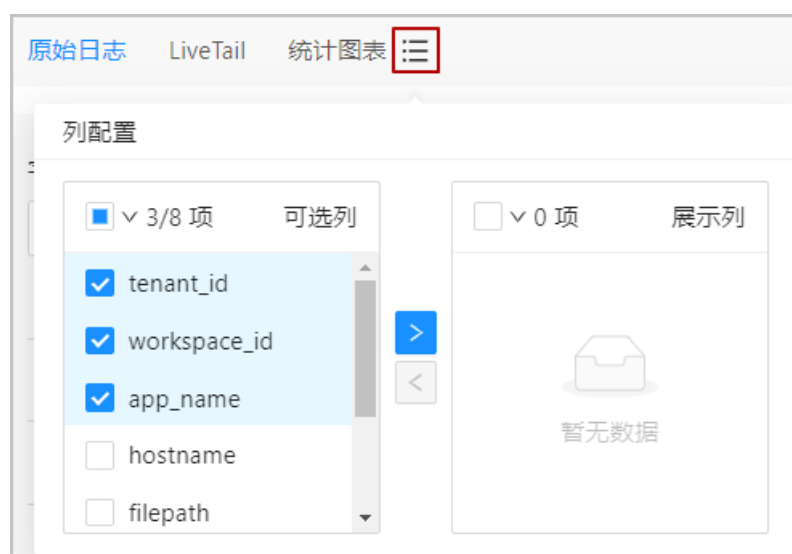 原始日志 LiveTail 统计图表
列配置
3/8 项 可选列
tenant_id
workspace_id
app_name
hostname
filepath
0 项 展示列
暂无数据